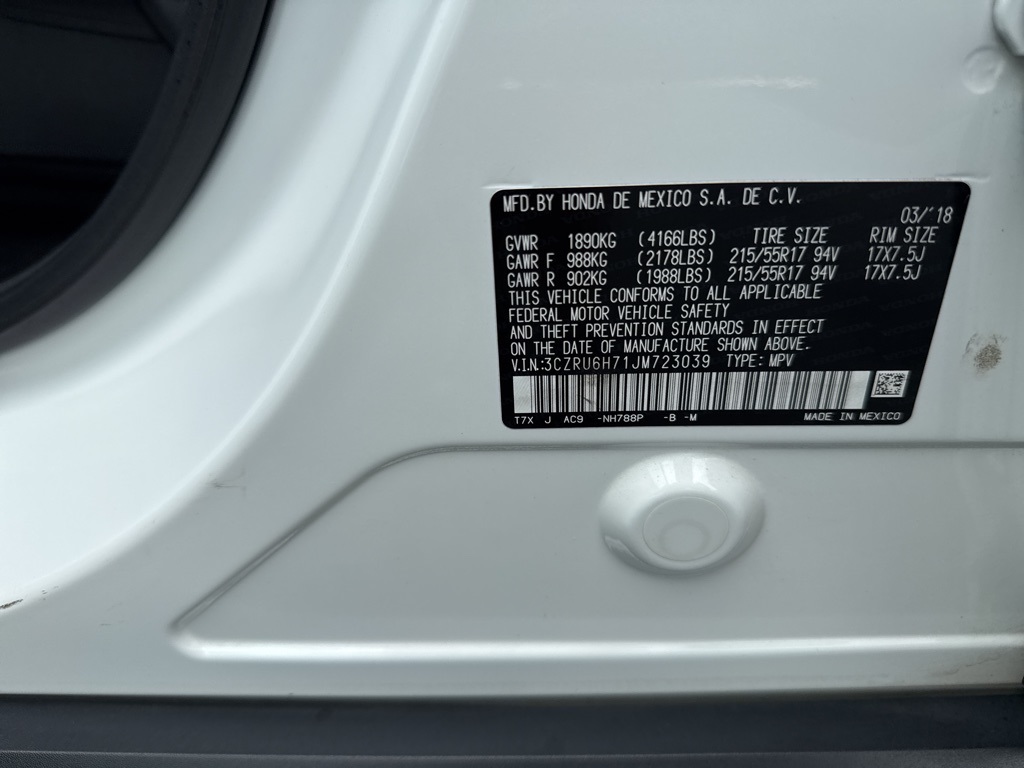 MFD.BY HONDA DE MEXICO S.A. DE C.V.
03/'18
GVWR 1890KG (4166LBS) TIRE SIZE RIM SIZE
GAWR F 988KG (2178LBS) 215/55R17 94V 17X7.5J
GAWR R 902KG (1988LBS) 215/55R17 94V 17X7.5J
THIS VEHICLE CONFORMS TO ALL APPLICABLE
FEDERAL MOTOR VEHICLE SAFETY
AND THEFT PREVENTION STANDARDS IN EFFECT
ON THE DATE OF MANUFACTURE SHOWN ABOVE.
V.I.N.:3CZRU6H71JM723039 TYPE: MPV
T7X J AC9 -NH788P -B -M MADE IN MEXICO